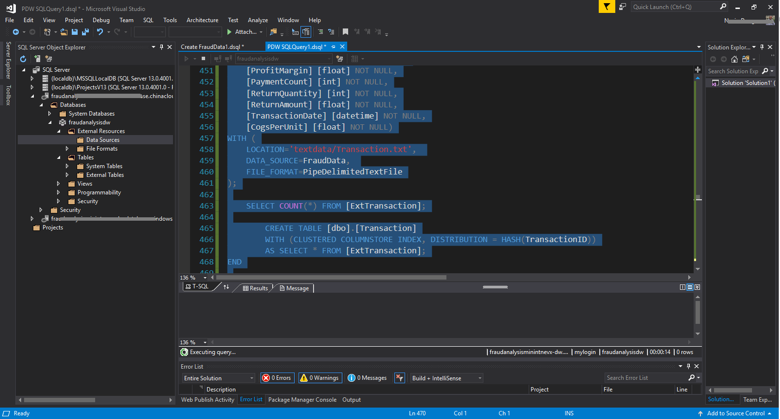 PDW SQLQuery1.dsql* - Microsoft Visual Studio
Quick Launch (Ctrl+Q)
File Edit View Project Debug Team SQL Tools Architecture Test Analyze Window Help
Attach...
SQL Server Object Explorer
Create FraudData1.dsql*
PDW SQLQuery1.dsql*
Solution Explor...
Server Explorer
Toolbox
fraudanalysisdw
Search Solution Exp
Solution 'Solution1'
SQL Server
(localdb)\MSSQLLocalDB (SQL Server 13.0.4001.
(localdb)\ProjectsV13 (SQL Server 13.0.4001.0
Databases
System Databases
fraudanalysisdw
External Resources
Data Sources
File Formats
Tables
System Tables
External Tables
Views
Programmability
Security
Security
Projects
451 [ProfitMargin] [float] NOT NULL,
452 [PaymentCount] [int] NOT NULL,
453 [ReturnQuantity] [int] NOT NULL,
454 [ReturnAmount] [float] NOT NULL,
455 [TransactionDate] [datetime] NOT NULL,
456 [CogsPerUnit] [float] NOT NULL)
457 WITH (
458 LOCATION='textdata/Transaction.txt',
459 DATA_SOURCE=FraudData,
460 FILE_FORMAT=PipeDelimitedTextFile
461 );
462
463 SELECT COUNT(*) FROM [ExtTransaction];
464
465 CREATE TABLE [dbo].[Transaction]
466 WITH (CLUSTERED COLUMNSTORE INDEX, DISTRIBUTION = HASH(TransactionID))
467 AS SELECT * FROM [ExtTransaction];
468 END
469
136 %
T-SQL Results Message
136 %
Executing query...
fraudanalysisminintnevs-dw.... mylogin fraudanalysisdw 00:00:14 0 rows
Error List
Entire Solution 0 Errors 0 Warnings 0 Messages Build + IntelliSense Search Error List
Description Project File Line
Web Publish Activity Error List Package Manager Console Output
Solution... Team Exp...
Ready Ln 470 Col 1 Ch 1 INS Add to Source Control